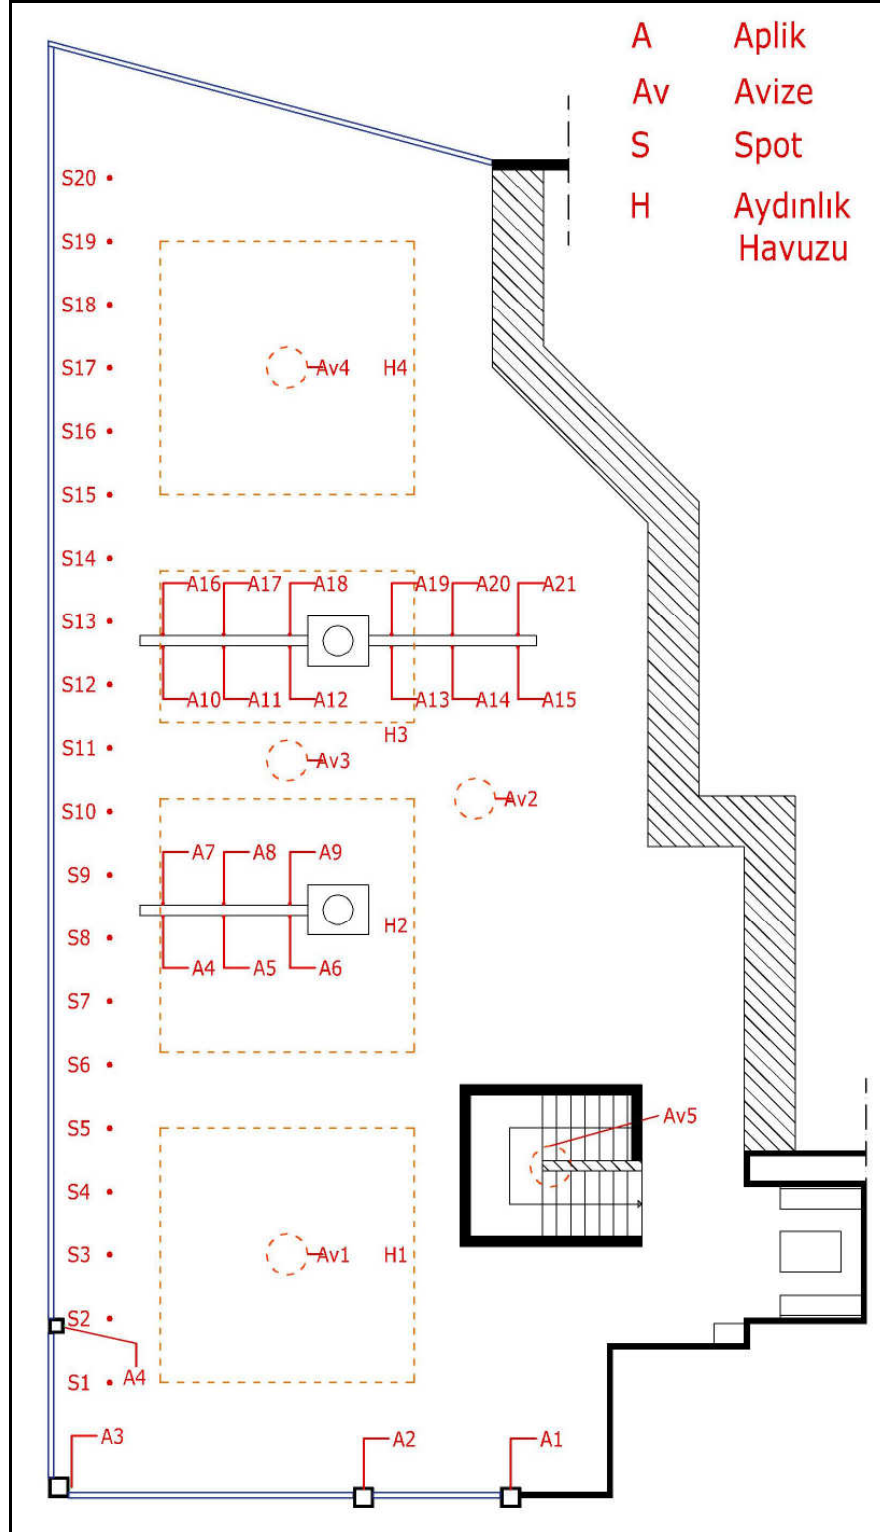 A Aplik
Av Avize
S Spot
H Aydınlık
Havuzu
S20
S19
S18
S17 Av4 H4
S16
S15
S14
A16 A17 A18 A19 A20 A21
S13
S12
A10 A11 A12 A13 A14 A15
H3
S11 Av3
Av2
S10
A7 A8 A9
S9
H2
S8
A4 A5 A6
S7
S6
Av5
S5
S4
S3 Av1 H1
S2
S1 A4
A3 A2 A1